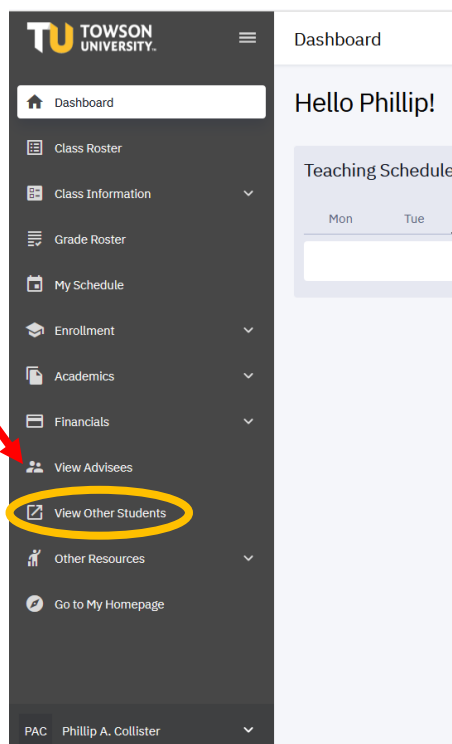 TU TOWSON
UNIVERSITY.
Dashboard
Class Roster
Class Information
Grade Roster
My Schedule
Enrollment
Academics
Financials
View Advisees
View Other Students
Other Resources
Go to My Homepage
PAC Phillip A. Collister
Dashboard
Hello Phillip!
Teaching Schedule
Mon Tue